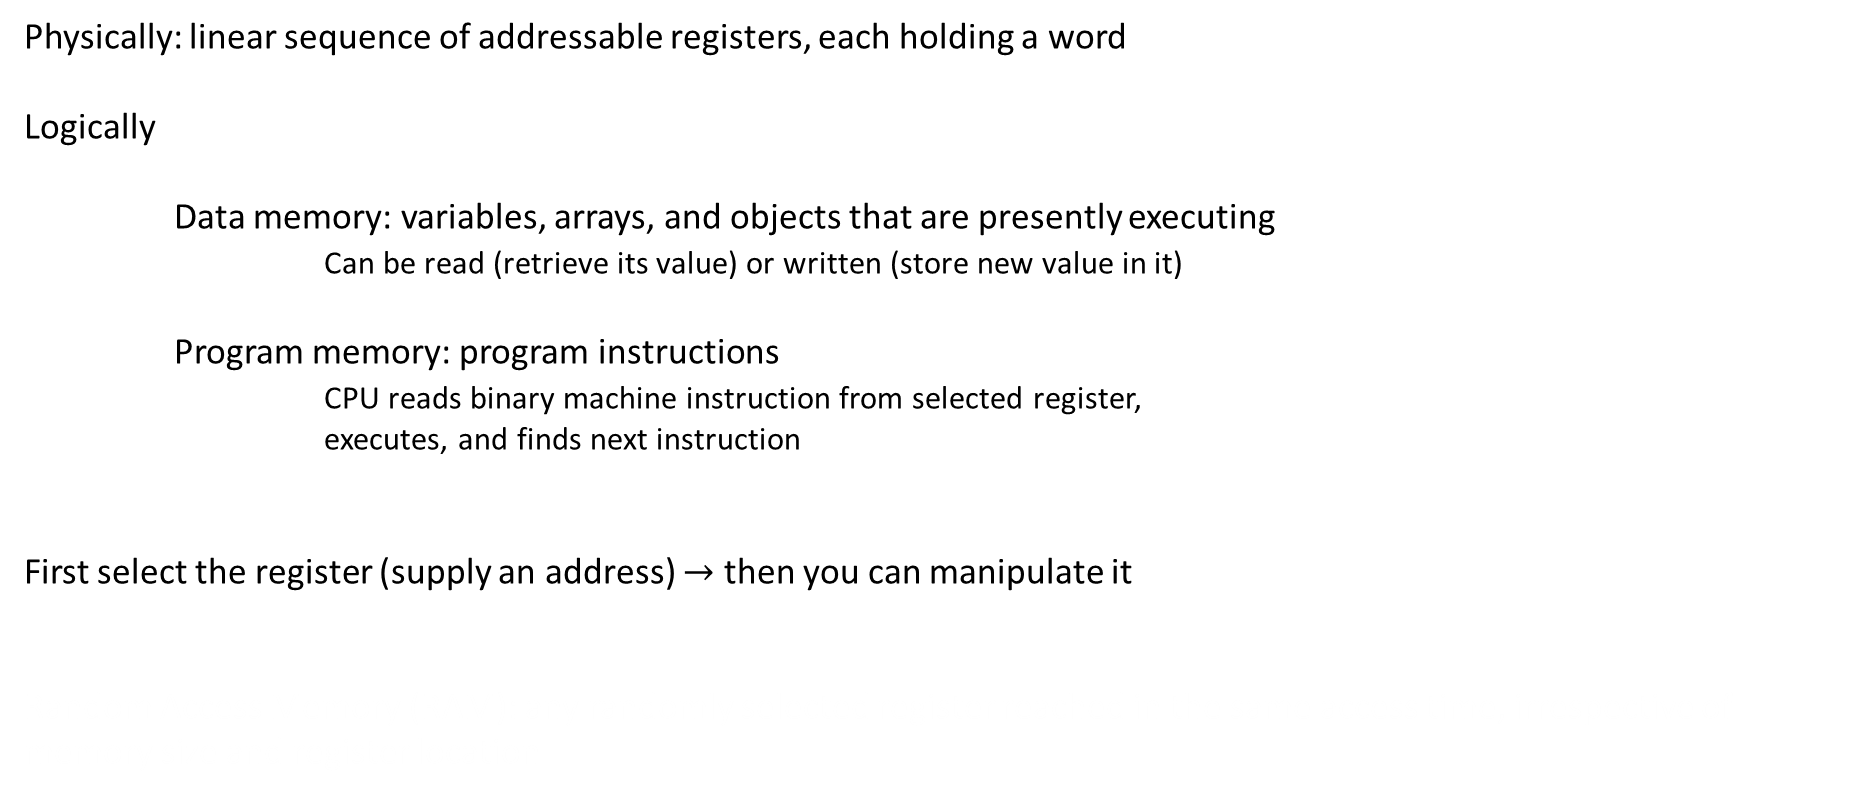 Physically: linear sequence of addressable registers, each holding a word
Logically
Data memory: variables, arrays, and objects that are presently executing
Can be read (retrieve its value) or written (store new value in it)
Program memory: program instructions
CPU reads binary machine instruction from selected register,
executes, and finds next instruction
First select the register (supply an address) → then you can manipulate it